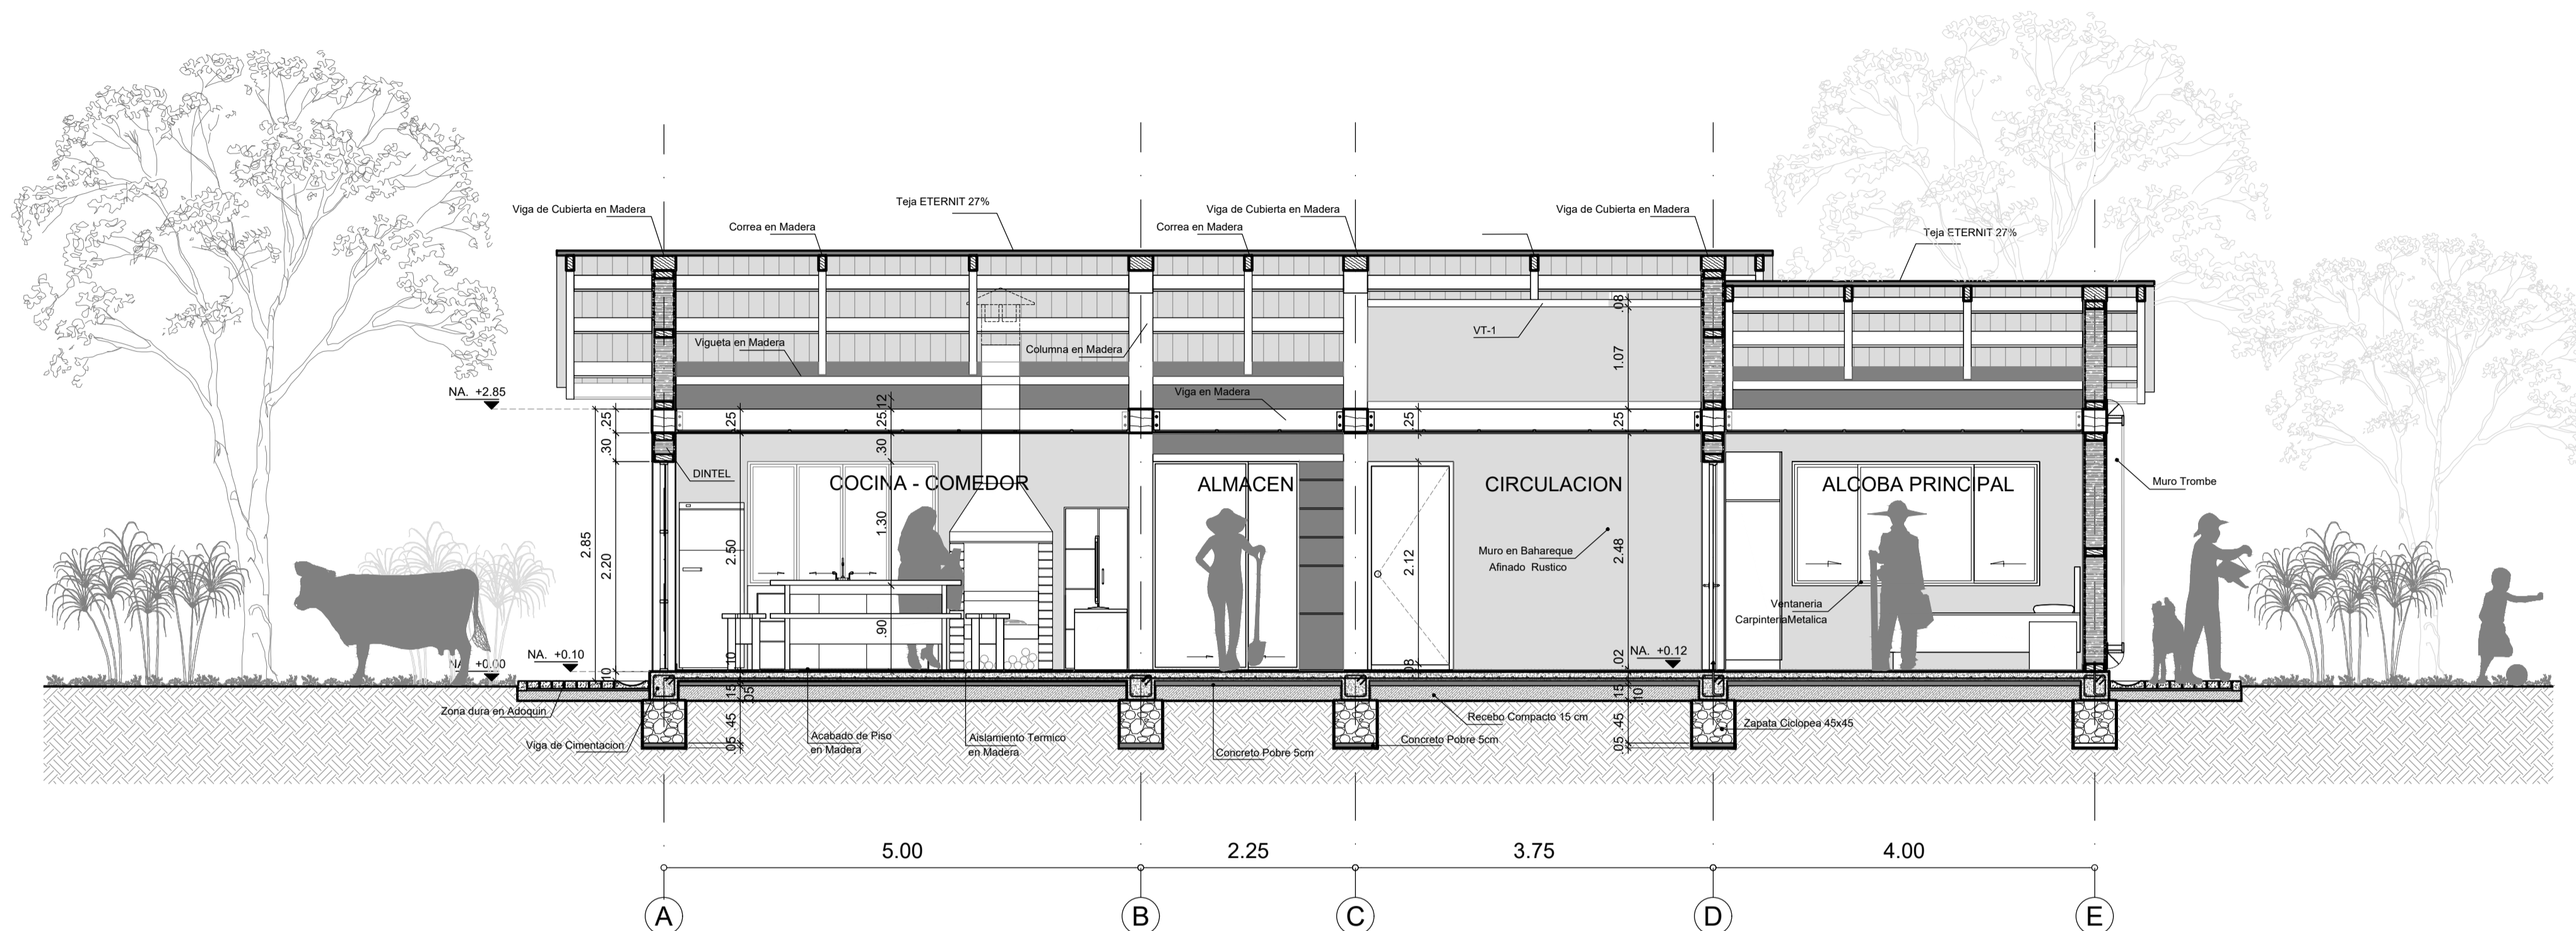 Teja ETERNIT 27%
Viga de Cubierta en Madera
Viga de Cubierta en Madera
Viga de Cubierta en Madera
Correa en Madera
Correa en Madera
Teja ETERNIT 27%
.08
VT-1
Vigueta en Madera
Columna en Madera
1.07
NA. +2.85
Viga en Madera
.12
.25
.25
.25
.25
.25
.30
.30
DINTEL
COCINA - COMEDOR
ALMACEN
CIRCULACION
ALCOBA PRINCIPAL
Muro Trombe
2.85
2.20
2.50
1.30
2.12
2.48
Muro en Bahareque
Afinado Rustico
Ventaneria
CarpinteriaMetalica
.90
NA. +0.10
NA. +0.00
NA. +0.12
.10
.10
.08
.02
.15
.05
.15
.10
Zona dura en Adoquin
Recebo Compacto 15 cm
Zapata Ciclopea 45x45
.45
.45
Viga de Cimentacion
Acabado de Piso
en Madera
Aislamiento Termico
en Madera
Concreto Pobre 5cm
Concreto Pobre 5cm
.05
.05
5.00
2.25
3.75
4.00
A
B
C
D
E